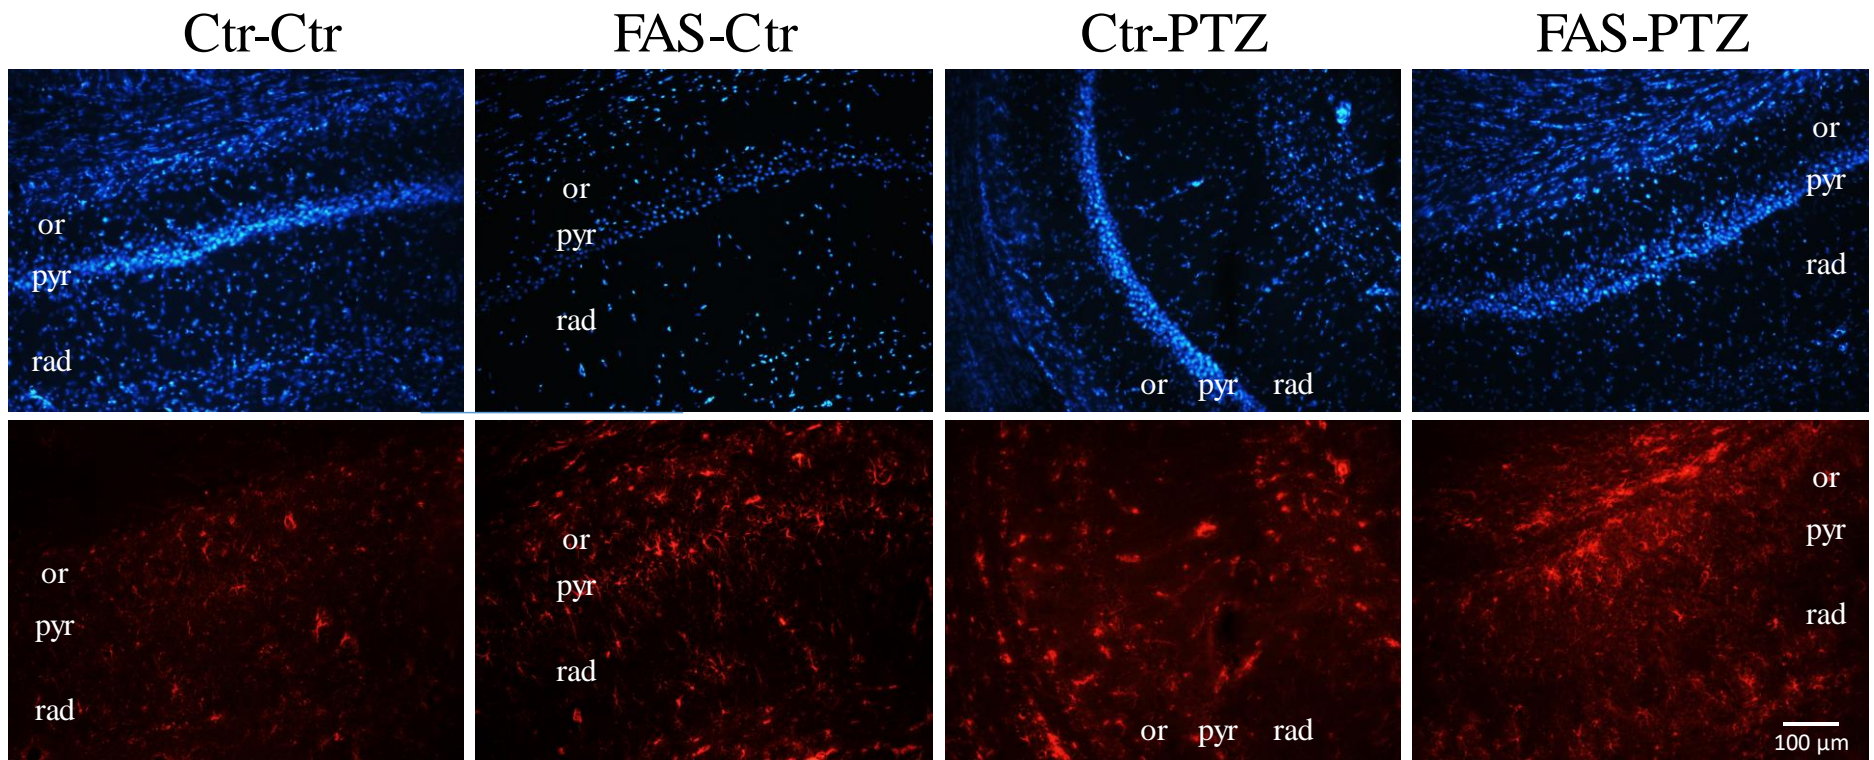 Ctr-Ctr FAS-Ctr Ctr-PTZ FAS-PTZ
or
pyr
rad
or
pyr
rad
or pyr rad
or
pyr
rad
or
pyr
rad
or
pyr
rad
or pyr rad
or
pyr
rad
100 μm